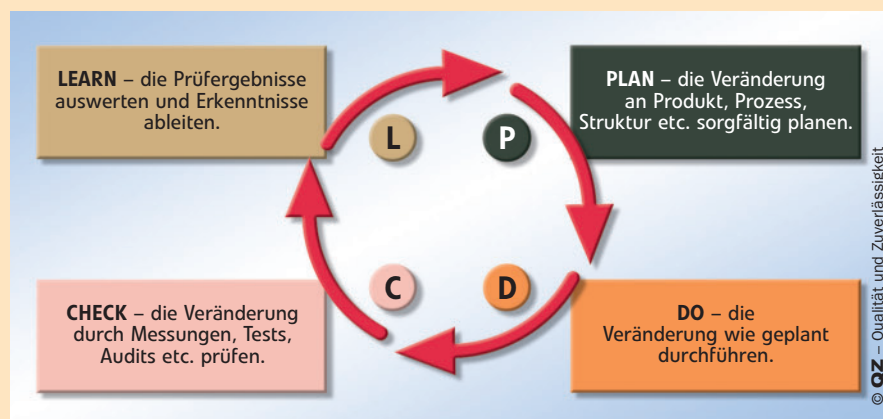 LEARN – die Prüfergebnisse
auswerten und Erkenntnisse
ableiten.
PLAN – die Veränderung
an Produkt, Prozess,
Struktur etc. sorgfältig planen.
L
P
C
D
CHECK – die Veränderung
durch Messungen, Tests,
Audits etc. prüfen.
DO – die
Veränderung wie geplant
durchführen.
© QZ – Qualität und Zuverlässigkeit